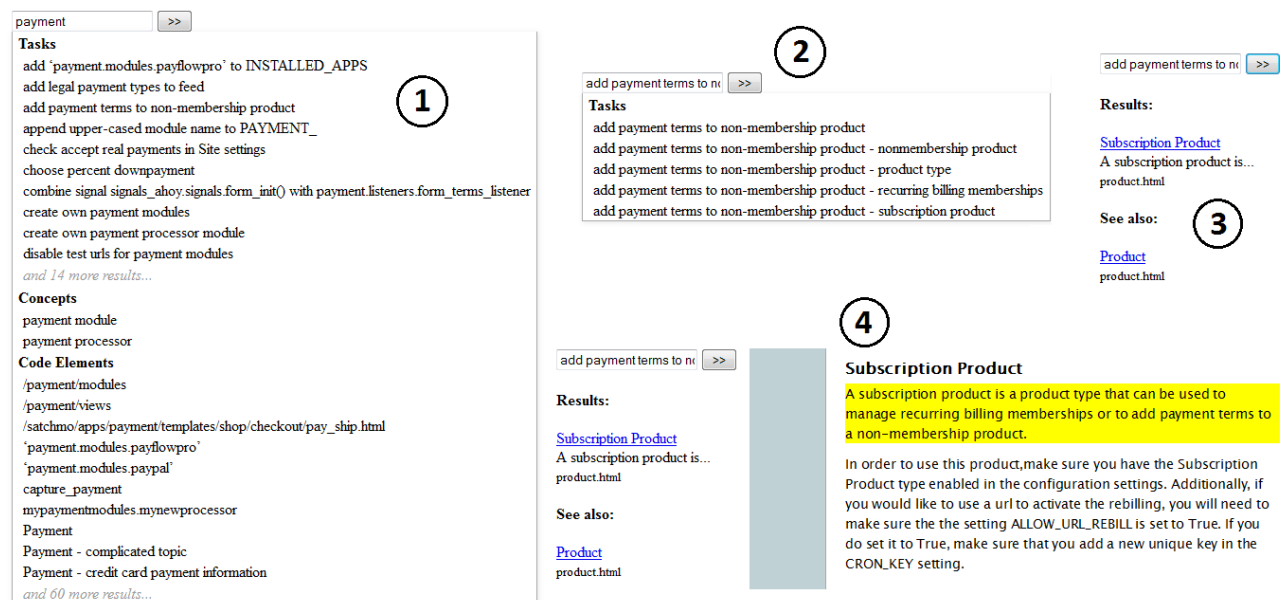 payment >>
Tasks
add ‘payment.modules.payflowpro’ to INSTALLED_APPS
add legal payment types to feed
add payment terms to non-membership product
append upper-cased module name to PAYMENT_
check accept real payments in Site settings
choose percent downpayment
combine signal signals_ahoy.signals.form_init() with payment.listeners.form_terms_listener
create own payment modules
create own payment processor module
disable test urls for payment modules
and 14 more results...
Concepts
payment module
payment processor
Code Elements
/payment/modules
/payment/views
/satchmo/apps/payment/templates/shop/checkout/pay_ship.html
‘payment.modules.payflowpro’
‘payment.modules.paypal’
capture_payment
mypaymentmodules.mynewprocessor
Payment
Payment - complicated topic
Payment - credit card payment information
and 60 more results...
1
2
add payment terms to no >>
Tasks
add payment terms to non-membership product
add payment terms to non-membership product - nonmembership product
add payment terms to non-membership product - product type
add payment terms to non-membership product - recurring billing memberships
add payment terms to non-membership product - subscription product
add payment terms to no >>
Results:
Subscription Product
A subscription product is...
product.html
See also:
3
Product
product.html
4
add payment terms to no >>
Results:
Subscription Product
A subscription product is...
product.html
See also:
Product
product.html
Subscription Product
A subscription product is a product type that can be used to
manage recurring billing memberships or to add payment terms to
a non-membership product.
In order to use this product,make sure you have the Subscription
Product type enabled in the configuration settings. Additionally, if
you would like to use a url to activate the rebilling, you will need to
make sure the the setting ALLOW_URL_REBILL is set to True. If you
do set it to True, make sure that you add a new unique key in the
CRON_KEY setting.